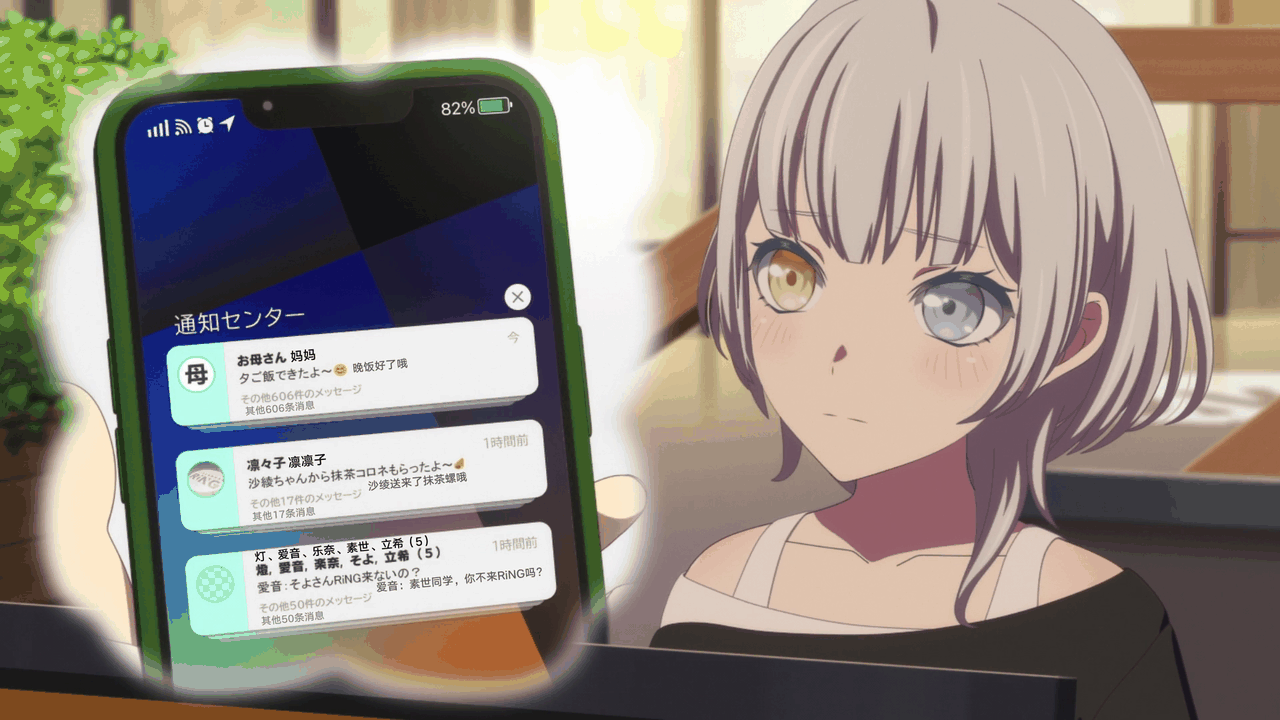 82%
通知センター
今
お母さん 妈妈
夕ご飯できたよ〜😊 晚饭好了哦
その他606件のメッセージ
其他606条消息
母
1時間前
凛々子 凛凛子
沙綾ちゃんから抹茶コロネもらったよ〜
沙绫送来了抹茶螺哦
その他17件のメッセージ
其他17条消息
灯、爱音、乐奈、素世、立希（5）
1時間前
燈, 愛音, 楽奈, そよ, 立希（5）
愛音：そよさんRiNG来ないの？
爱音：素世同学，你不来RiNG吗?
その他50件のメッセージ
其他50条消息